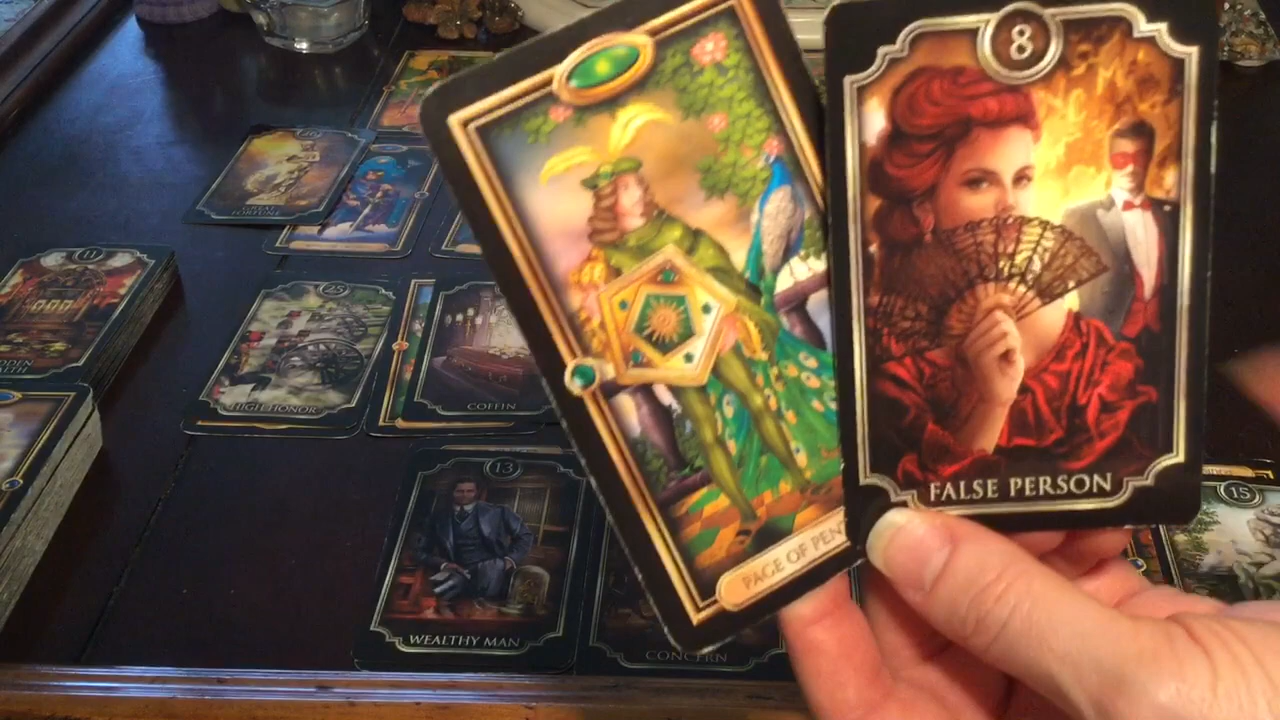 8
FALSE PERSON
PAGE OF PEN
GREAT
FORTUNE
11
25
HIGH HONOR
COFFIN
13
WEALTHY MAN
CONCERN
15